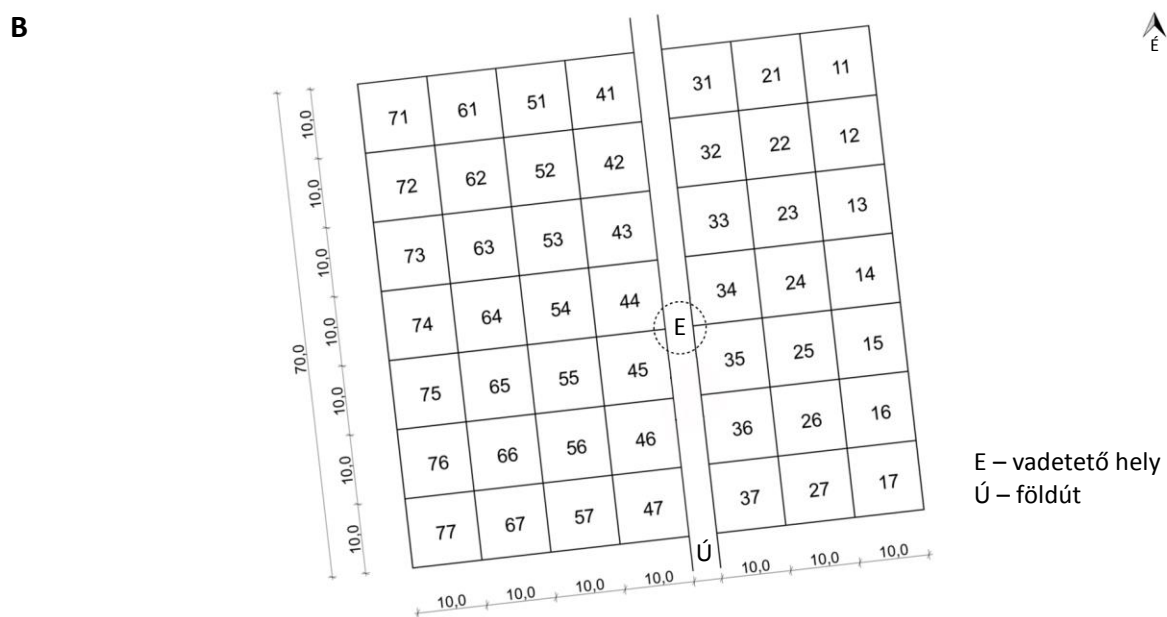 B
É
71 61 51 41 31 21 11
72 62 52 42 32 22 12
73 63 53 43 33 23 13
74 64 54 44 34 24 14
75 65 55 45 35 25 15
76 66 56 46 36 26 16
77 67 57 47 37 27 17
E
Ú
70,0
10,0
10,0
10,0
10,0
10,0
10,0
10,0
10,0 10,0 10,0 10,0 10,0 10,0 10,0
E – vadetető hely
Ú – földút